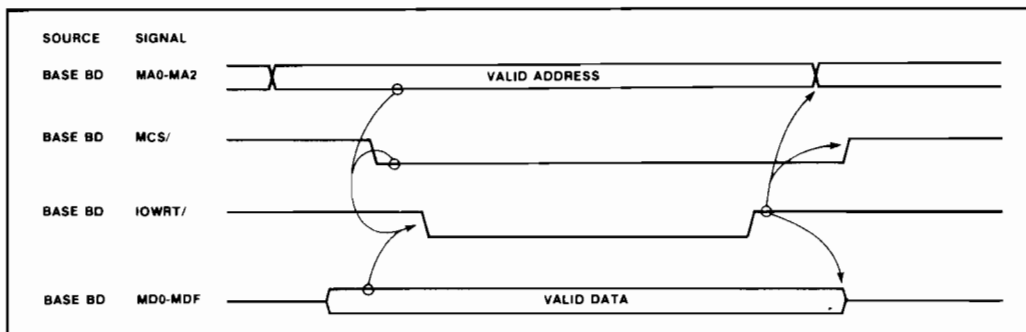 SOURCE SIGNAL
BASE BD MA0-MA2 VALID ADDRESS
BASE BD MCS/
BASE BD IOWRT/
BASE BD MD0-MDF VALID DATA